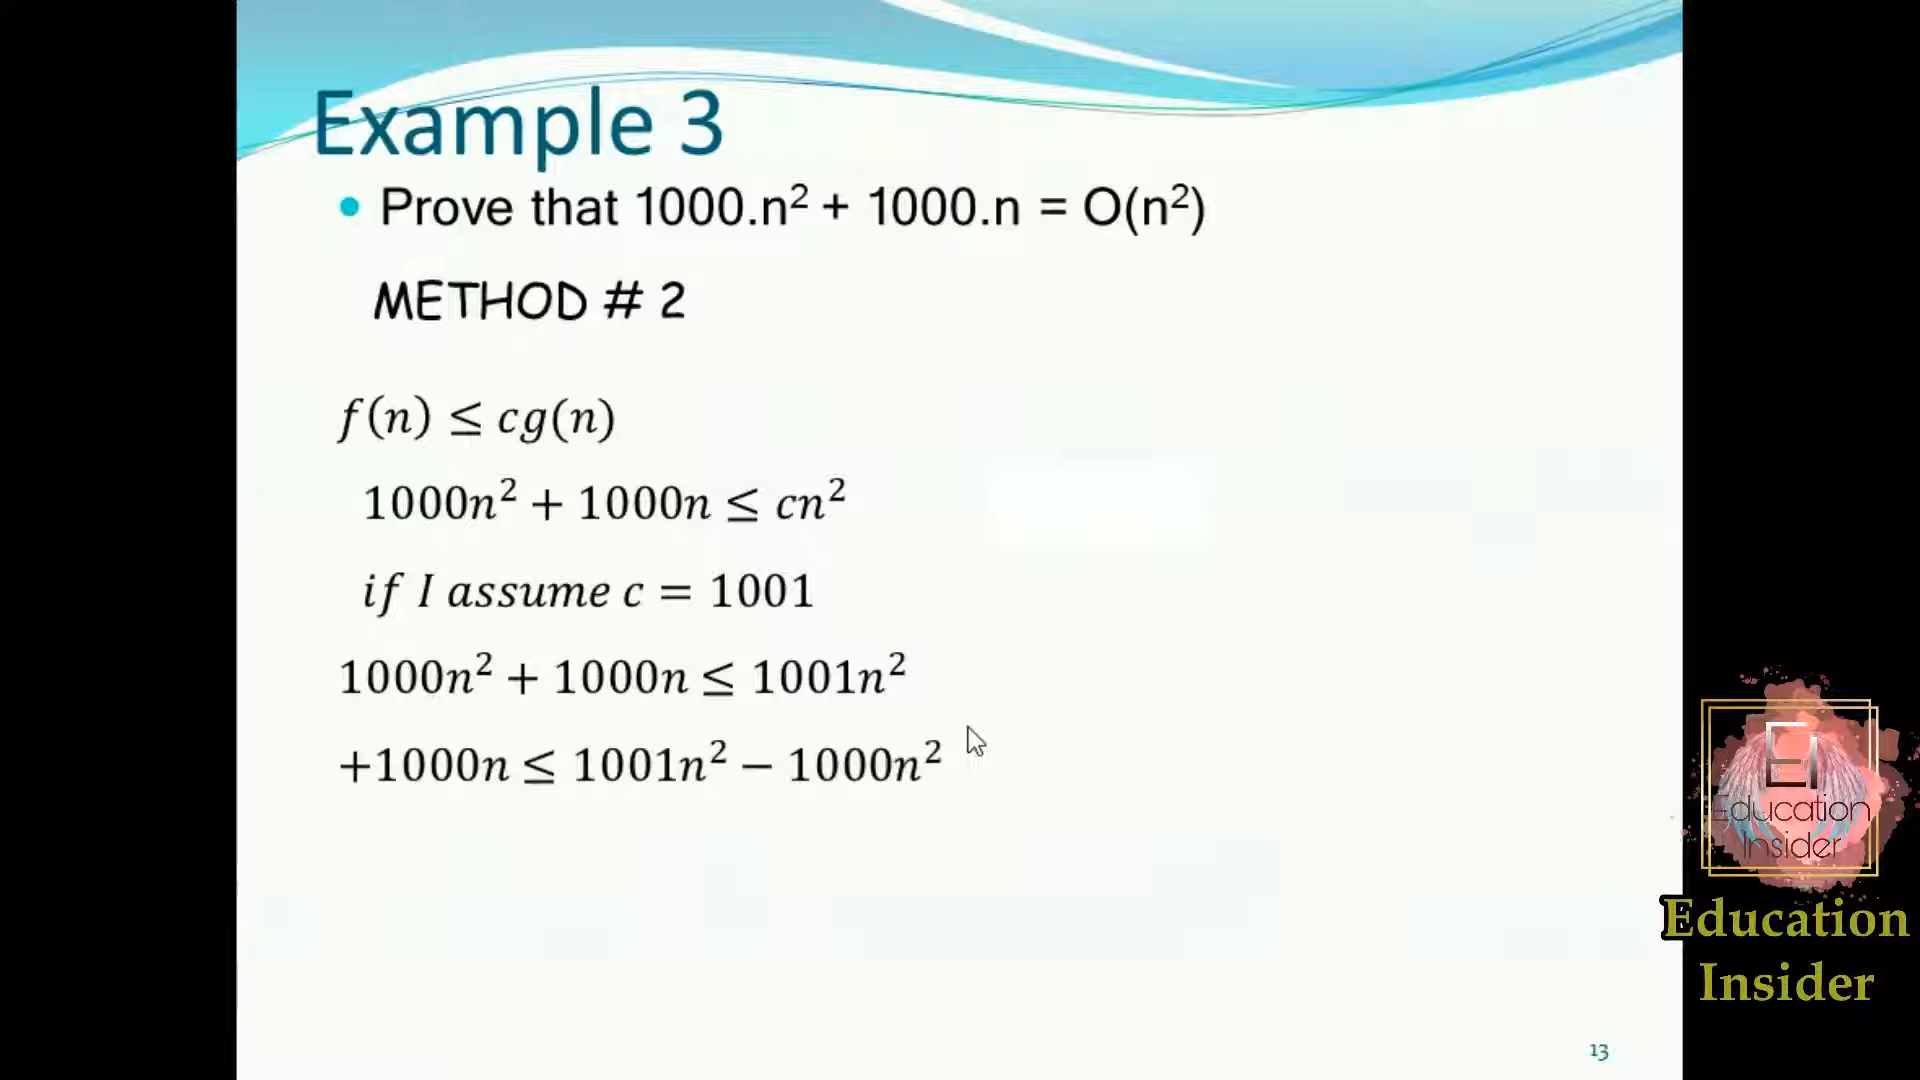 Example 3
• Prove that 1000.n² + 1000.n = O(n²)
METHOD # 2
f(n) ≤ cg(n)
1000n² + 1000n ≤ cn²
if I assume c = 1001
1000n² + 1000n ≤ 1001n²
+1000n ≤ 1001n² − 1000n²
EI
Education
Insider
Education
Insider
13